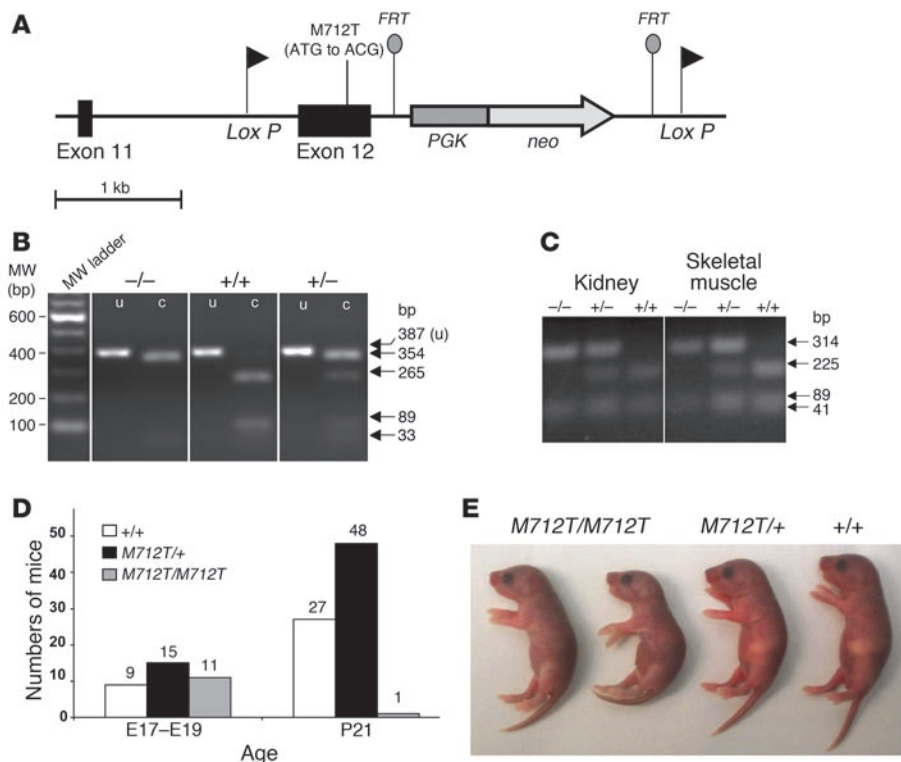 A
M712T
(ATG to ACG)
FRT
FRT
Lox P
Lox P
Exon 11
Exon 12
PGK
neo
1 kb
B
MW
(bp)
MW ladder
–/–
+/+
+/–
u c u c u c
600
400
200
100
bp
387 (u)
354
265
89
33
C
Kidney
Skeletal
muscle
–/– +/– +/+ –/– +/– +/+
bp
314
225
89
41
D
Numbers of mice
50
40
30
20
10
0
+/+
M712T/+
M712T/M712T
9
15
11
27
48
1
E17–E19
P21
Age
E
M712T/M712T M712T/+ +/+